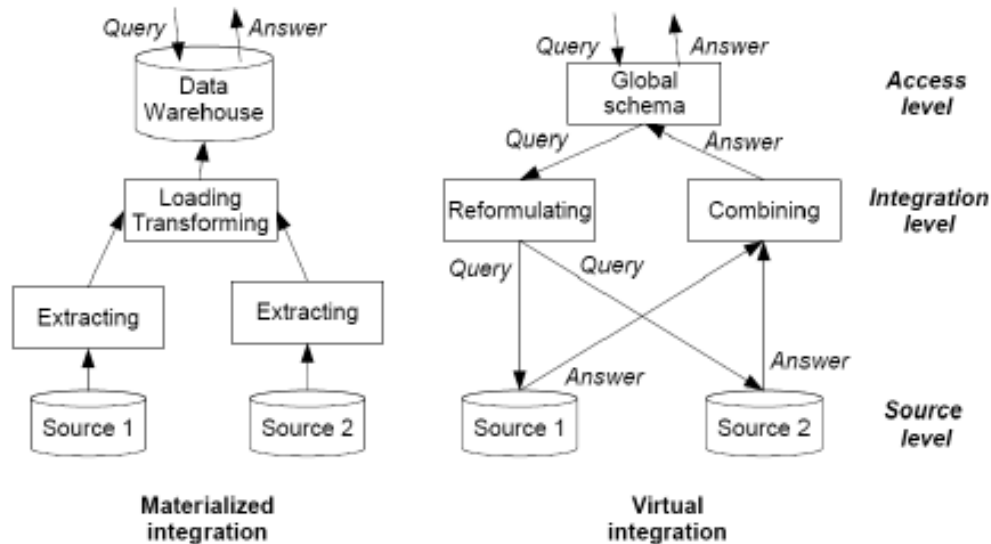 Query Answer
Data
Warehouse
Loading
Transforming
Extracting
Extracting
Source 1
Source 2
Materialized
integration
Query Answer
Global
schema
Query
Answer
Reformulating
Combining
Query
Query
Answer
Answer
Source 1
Source 2
Virtual
integration
Access
level
Integration
level
Source
level